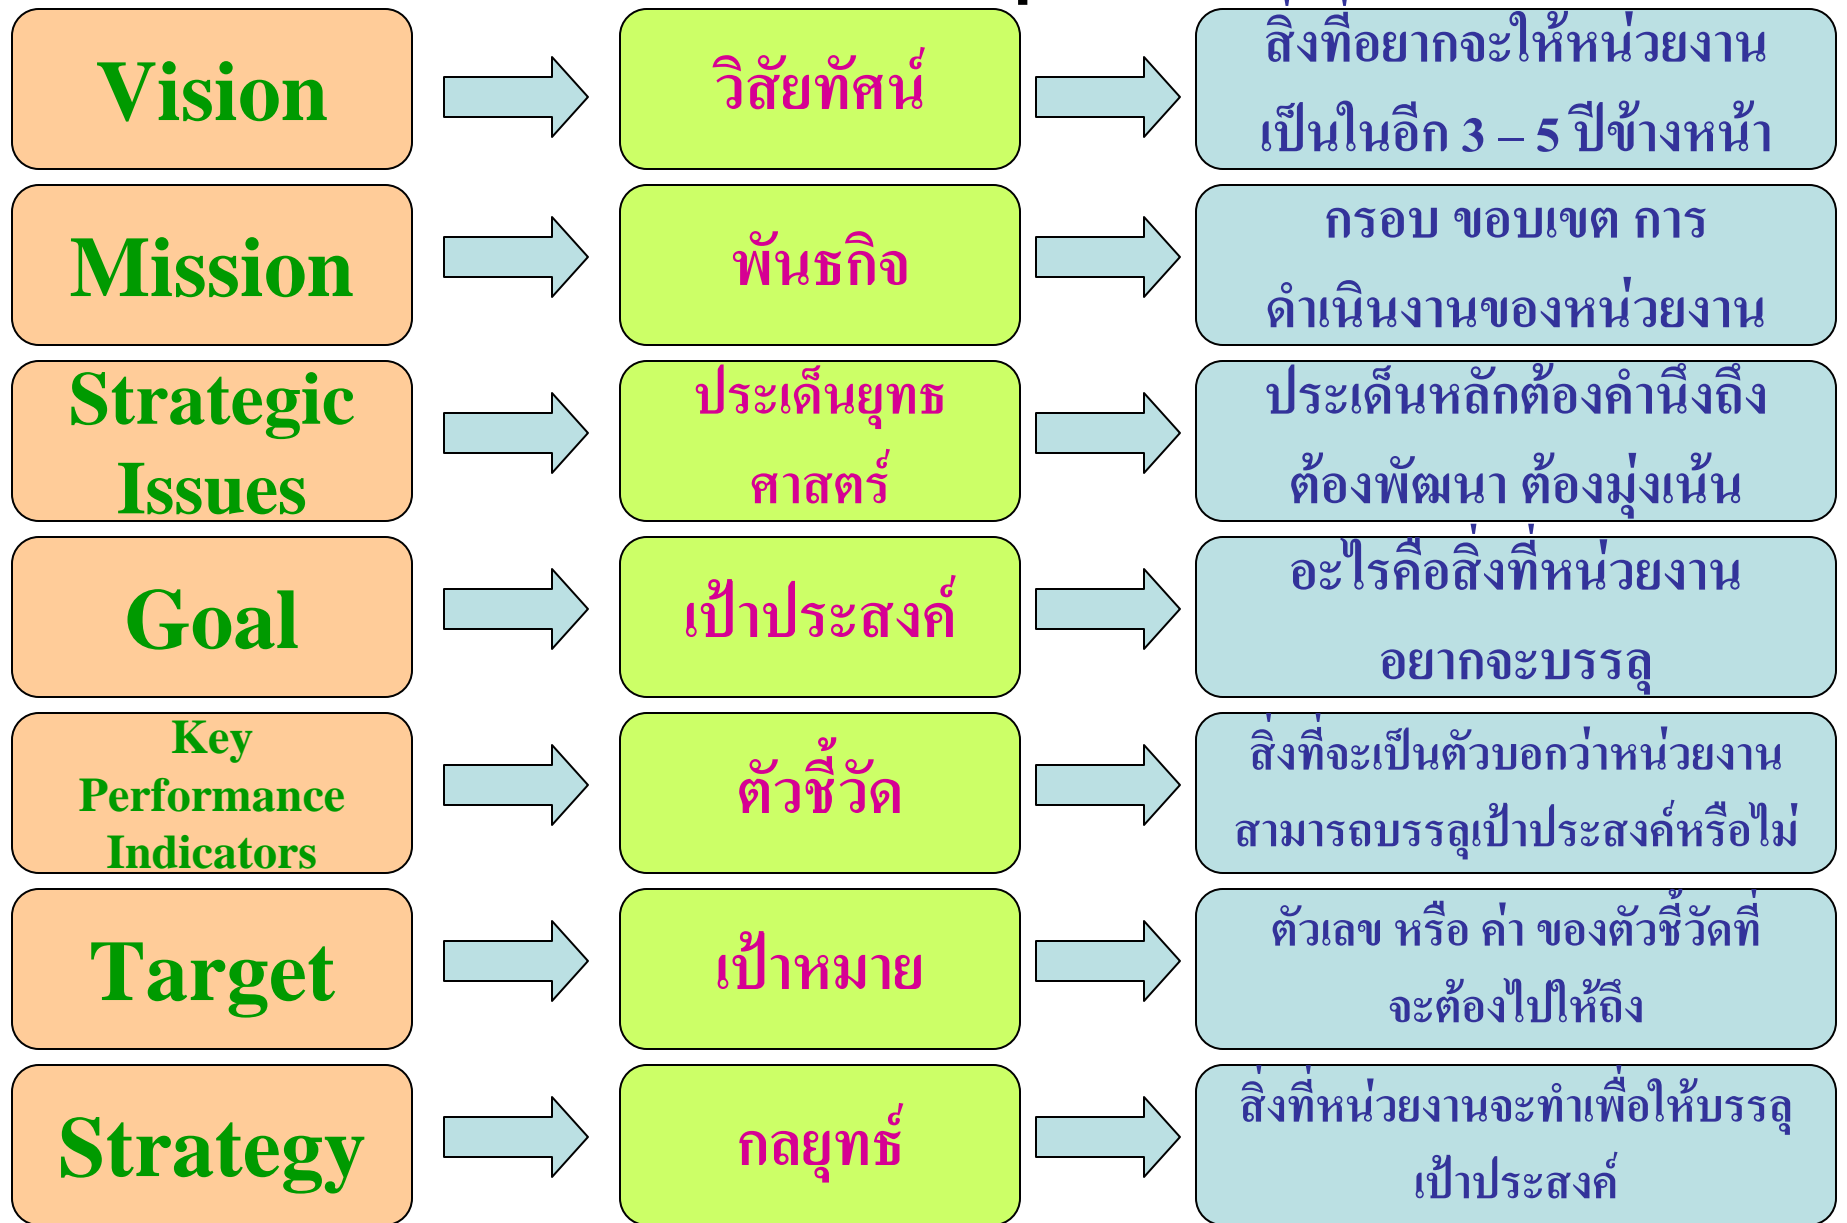 Vision
วิสัยทัศน์
สิ่งที่อยากจะให้หน่วยงาน
เป็นในอีก 3 – 5 ปีข้างหน้า
Mission
พันธกิจ
กรอบ ขอบเขต การ
ดำเนินงานของหน่วยงาน
Strategic
Issues
ประเด็นยุทธ
ศาสตร์
ประเด็นหลักต้องคำนึงถึง
ต้องพัฒนา ต้องมุ่งเน้น
Goal
เป้าประสงค์
อะไรคือสิ่งที่หน่วยงาน
อยากจะบรรลุ
Key
Performance
Indicators
ตัวชี้วัด
สิ่งที่จะเป็นตัวบอกว่าหน่วยงาน
สามารถบรรลุเป้าประสงค์หรือไม่
Target
เป้าหมาย
ตัวเลข หรือ ค่า ของตัวชี้วัดที่
จะต้องไปให้ถึง
Strategy
กลยุทธ์
สิ่งที่หน่วยงานจะทำเพื่อให้บรรลุ
เป้าประสงค์